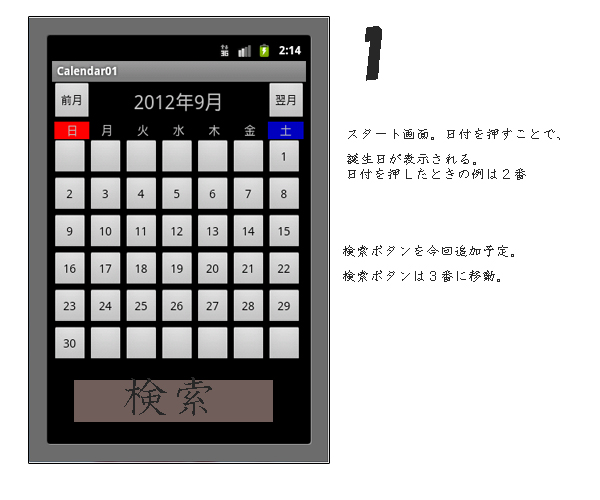 3G 2:14
Calendar01
前月 2012年9月 翌月
日 月 火 水 木 金 土
1
2 3 4 5 6 7 8
9 10 11 12 13 14 15
16 17 18 19 20 21 22
23 24 25 26 27 28 29
30
検索
1
スタート画面。日付を押すことで、
誕生日が表示される。
日付を押したときの例は2番
検索ボタンを今回追加予定。
検索ボタンは3番に移動。